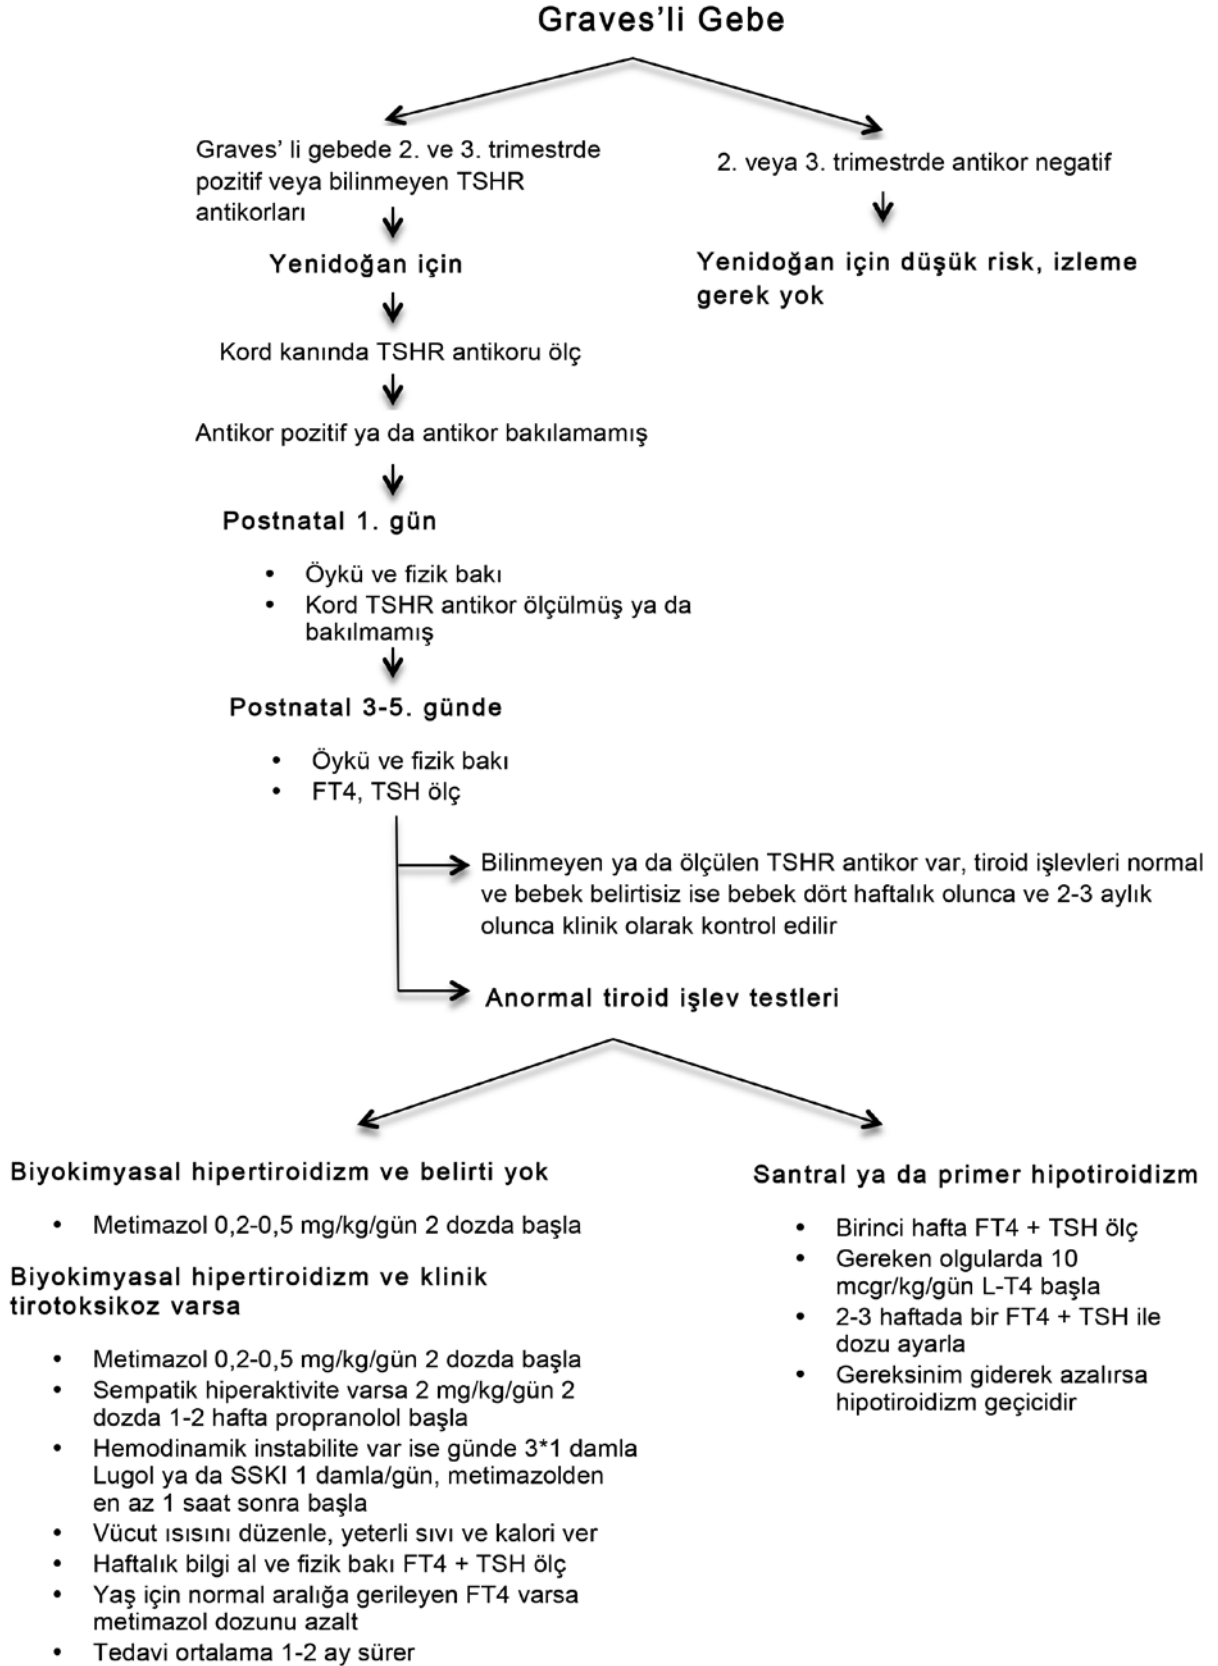 Graves'li Gebe
Graves' li gebede 2. ve 3. trimestrde
pozitif veya bilinmeyen TSHR
antikorları
2. veya 3. trimestrde antikor negatif
Yenidoğan için
Yenidoğan için düşük risk, izleme
gerek yok
Kord kanında TSHR antikoru ölç
Antikor pozitif ya da antikor bakılamamış
Postnatal 1. gün
• Öykü ve fizik bakı
• Kord TSHR antikor ölçülmüş ya da
bakılmamış
Postnatal 3-5. günde
• Öykü ve fizik bakı
• FT4, TSH ölç
Bilinmeyen ya da ölçülen TSHR antikor var, tiroid işlevleri normal
ve bebek belirtisiz ise bebek dört haftalık olunca ve 2-3 aylık
olunca klinik olarak kontrol edilir
Anormal tiroid işlev testleri
Biyokimyasal hipertiroidizm ve belirti yok
• Metimazol 0,2-0,5 mg/kg/gün 2 dozda başla
Biyokimyasal hipertiroidizm ve klinik
tirotoksikoz varsa
• Metimazol 0,2-0,5 mg/kg/gün 2 dozda başla
• Sempatik hiperaktivite varsa 2 mg/kg/gün 2
dozda 1-2 hafta propranolol başla
• Hemodinamik instabilite var ise günde 3*1 damla
Lugol ya da SSKI 1 damla/gün, metimazolden
en az 1 saat sonra başla
• Vücut ısısını düzenle, yeterli sıvı ve kalori ver
• Haftalık bilgi al ve fizik bakı FT4 + TSH ölç
• Yaş için normal aralığa gerileyen FT4 varsa
metimazol dozunu azalt
• Tedavi ortalama 1-2 ay sürer
Santral ya da primer hipotiroidizm
• Birinci hafta FT4 + TSH ölç
• Gereken olgularda 10
mcgr/kg/gün L-T4 başla
• 2-3 haftada bir FT4 + TSH ile
dozu ayarla
• Gereksinim giderek azalırsa
hipotiroidizm geçicidir